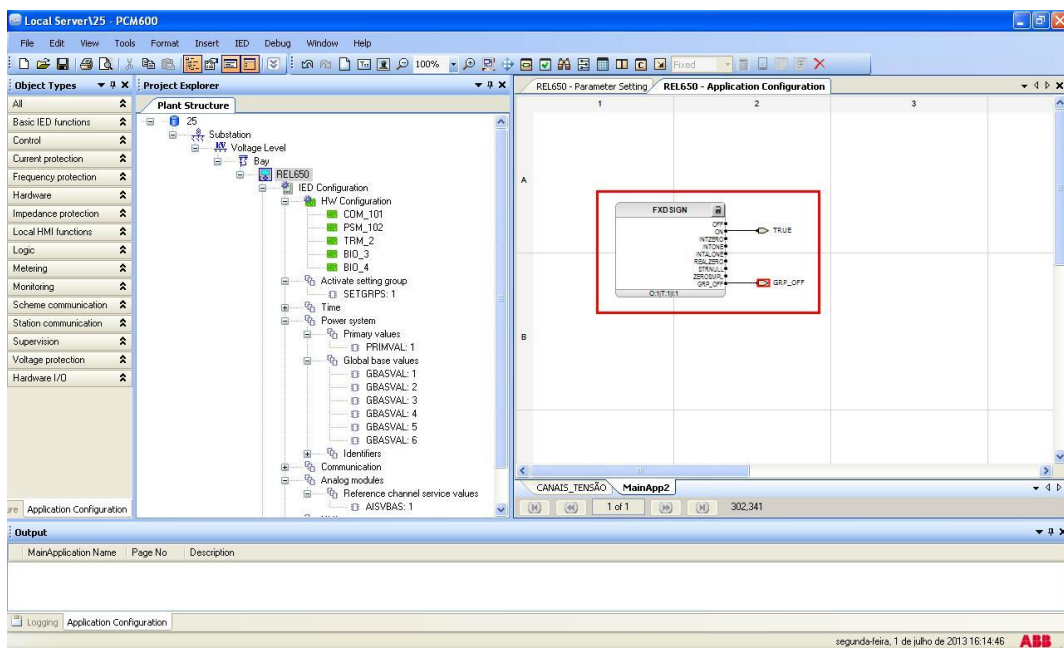 Local Server\25 - PCM600
File Edit View Tools Format Insert IED Debug Window Help
100%
Fixed
Object Types
All
Basic IED functions
Control
Current protection
Frequency protection
Hardware
Impedance protection
Local HMI functions
Logic
Metering
Monitoring
Scheme communication
Station communication
Supervision
Voltage protection
Hardware I/O
Application Configuration
Project Explorer
Plant Structure
25
Substation
Voltage Level
Bay
REL650
IED Configuration
HW Configuration
COM_101
PSM_102
TRM_2
BIO_3
BIO_4
Activate setting group
SETGRPS: 1
Time
Power system
Primary values
PRIMVAL: 1
Global base values
GBASVAL: 1
GBASVAL: 2
GBASVAL: 3
GBASVAL: 4
GBASVAL: 5
GBASVAL: 6
Identifiers
Communication
Analog modules
Reference channel service values
AISVBAS: 1
REL650 - Parameter Setting
REL650 - Application Configuration
1 2 3
A
B
FXDSIGN
OFF
ON
INTZERO
INTONE
INTALONE
REALZERO
STRNULL
ZEROSMPL
GRP_OFF
TRUE
GRP_OFF
CANAIS_TENSÃO
MainApp2
1 of 1
302,341
Output
MainApplication Name Page No Description
Logging
Application Configuration
segunda-feira, 1 de julho de 2013 16:14:46
ABB